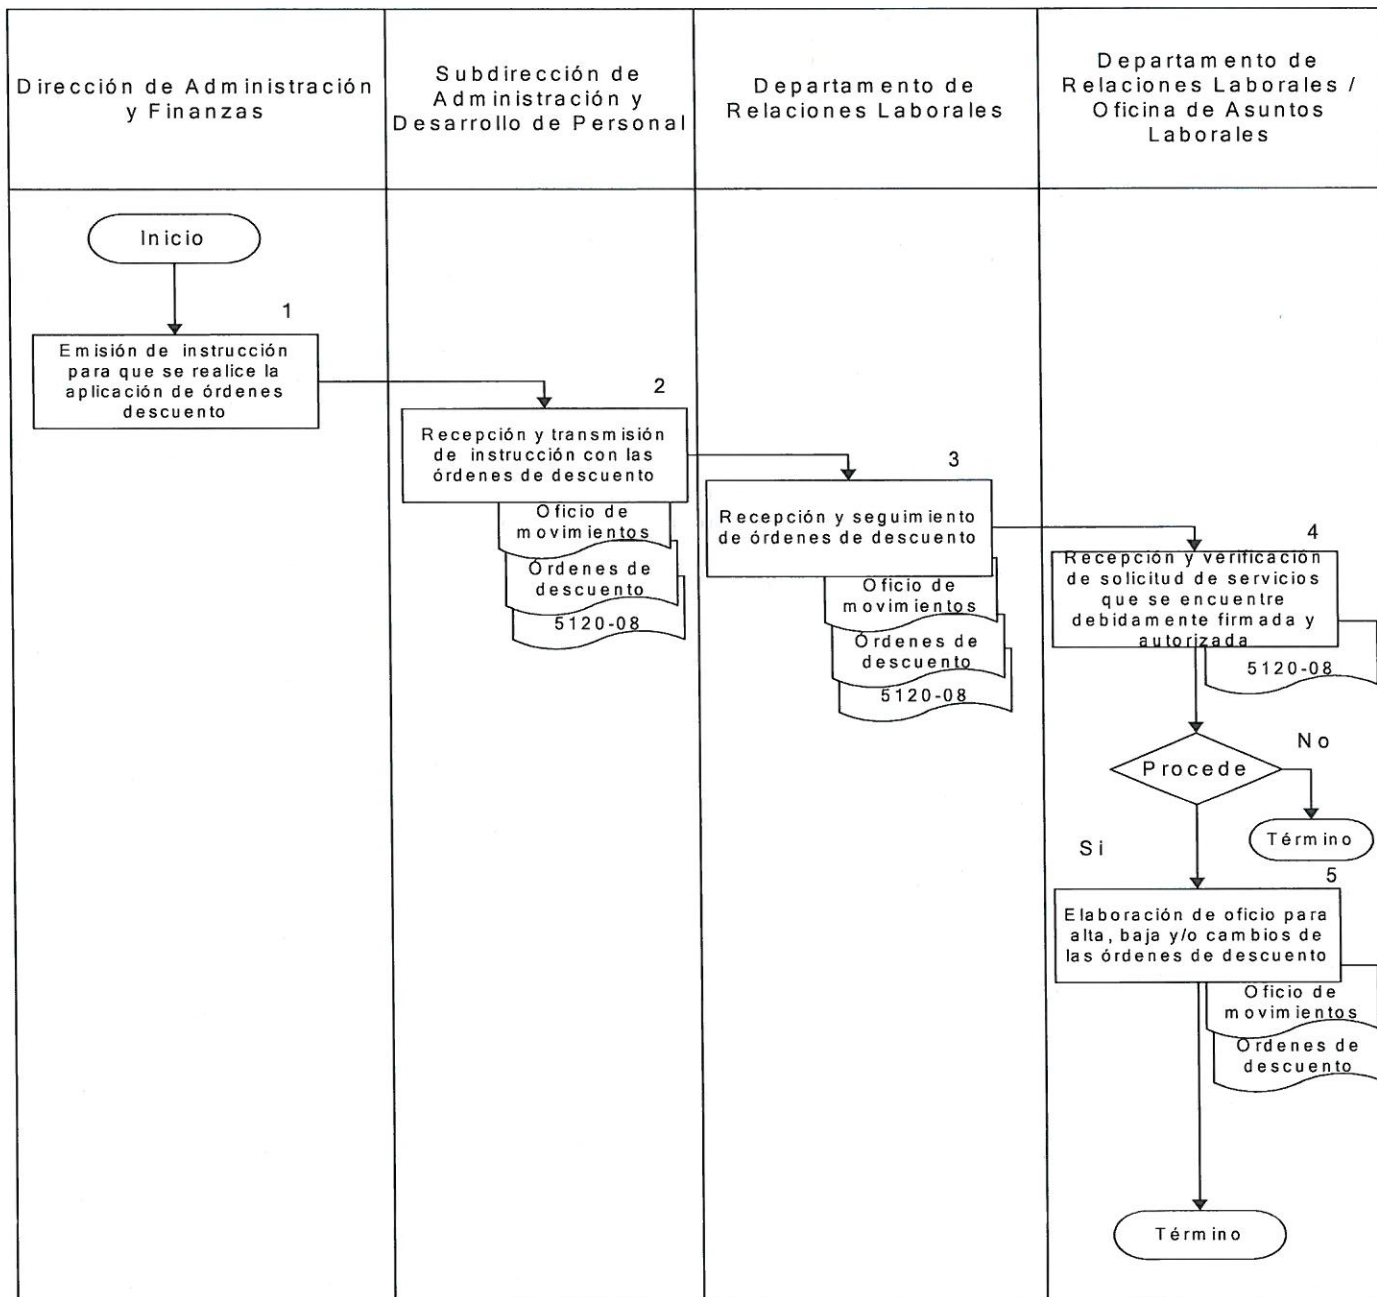 Dirección de Administración
y Finanzas
Subdirección de
Administración y
Desarrollo de Personal
Departamento de
Relaciones Laborales
Departamento de
Relaciones Laborales /
Oficina de Asuntos
Laborales
Inicio
1
Emisión de instrucción
para que se realice la
aplicación de órdenes
descuento
2
Recepción y transmisión
de instrucción con las
órdenes de descuento
Oficio de
movimientos
Órdenes de
descuento
5120-08
3
Recepción y seguimiento
de órdenes de descuento
Oficio de
movimientos
Órdenes de
descuento
5120-08
4
Recepción y verificación
de solicitud de servicios
que se encuentre
debidamente firmada y
autorizada
5120-08
Procede
No
Término
Si
5
Elaboración de oficio para
alta, baja y/o cambios de
las órdenes de descuento
Oficio de
movimientos
Órdenes de
descuento
Término